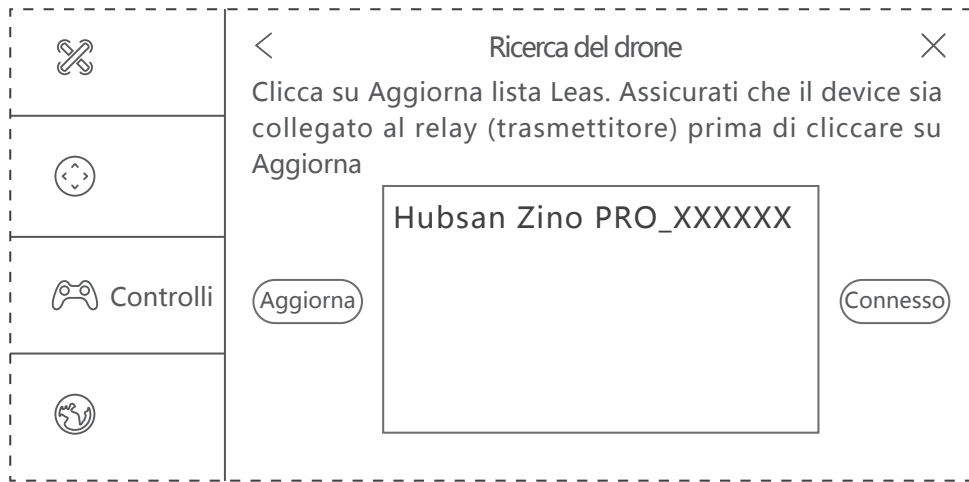 Ricerca del drone
Clicca su Aggiorna lista Leas. Assicurati che il device sia
collegato al relay (trasmettitore) prima di cliccare su
Aggiorna
Hubsan Zino PRO_XXXXXX
Controlli
Aggiorna
Connesso